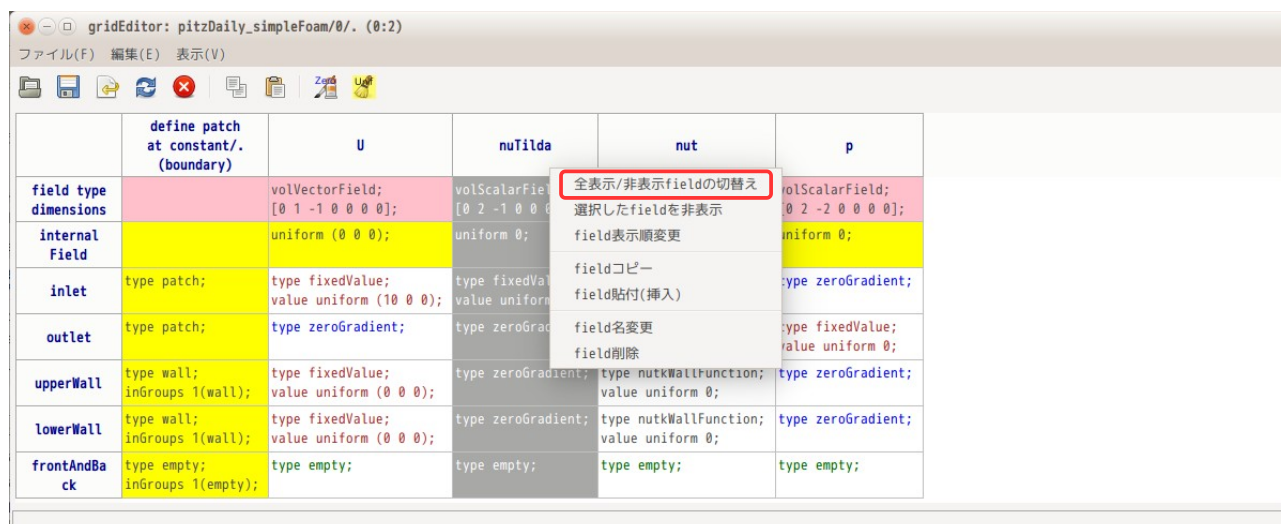 gridEditor: pitzDaily_simpleFoam/0/. (0:2)
ファイル(F) 編集(E) 表示(V)
define patch
at constant/.
(boundary)
U
nuTilda
nut
p
field type
dimensions
volVectorField;
[0 1 -1 0 0 0 0];
volScalarFiel
[0 2 -1 0 0 0
volScalarField;
[0 2 -2 0 0 0 0];
internal
Field
uniform (0 0 0);
uniform 0;
uniform 0;
inlet
type patch;
type fixedValue;
value uniform (10 0 0);
type fixedVal
value uniform
type zeroGradient;
outlet
type patch;
type zeroGradient;
type zeroGrad
type fixedValue;
value uniform 0;
upperWall
type wall;
inGroups 1(wall);
type fixedValue;
value uniform (0 0 0);
type zeroGradient;
type nutkWallFunction;
value uniform 0;
type zeroGradient;
lowerWall
type wall;
inGroups 1(wall);
type fixedValue;
value uniform (0 0 0);
type zeroGradient;
type nutkWallFunction;
value uniform 0;
type zeroGradient;
frontAndBa
ck
type empty;
inGroups 1(empty);
type empty;
type empty;
type empty;
type empty;
全表示/非表示fieldの切替え
選択したfieldを非表示
field表示順変更
fieldコピー
field貼付(挿入)
field名変更
field削除